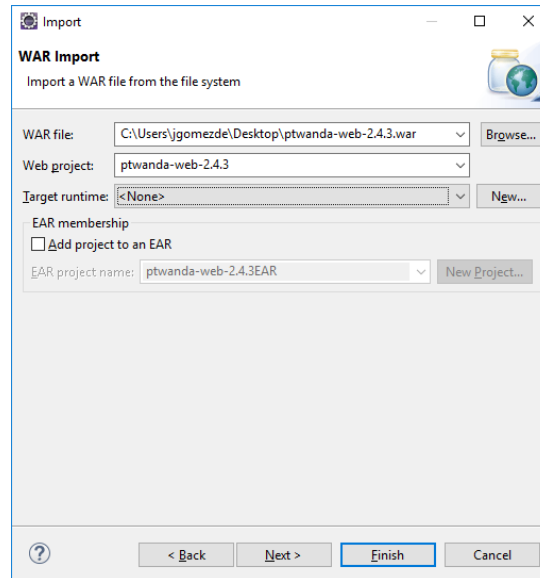 Import
WAR Import
Import a WAR file from the file system
WAR file: C:\Users\jgomezde\Desktop\ptwanda-web-2.4.3.war Browse...
Web project: ptwanda-web-2.4.3
Target runtime: <None> New...
EAR membership
Add project to an EAR
EAR project name: ptwanda-web-2.4.3EAR New Project...
? < Back Next > Finish Cancel